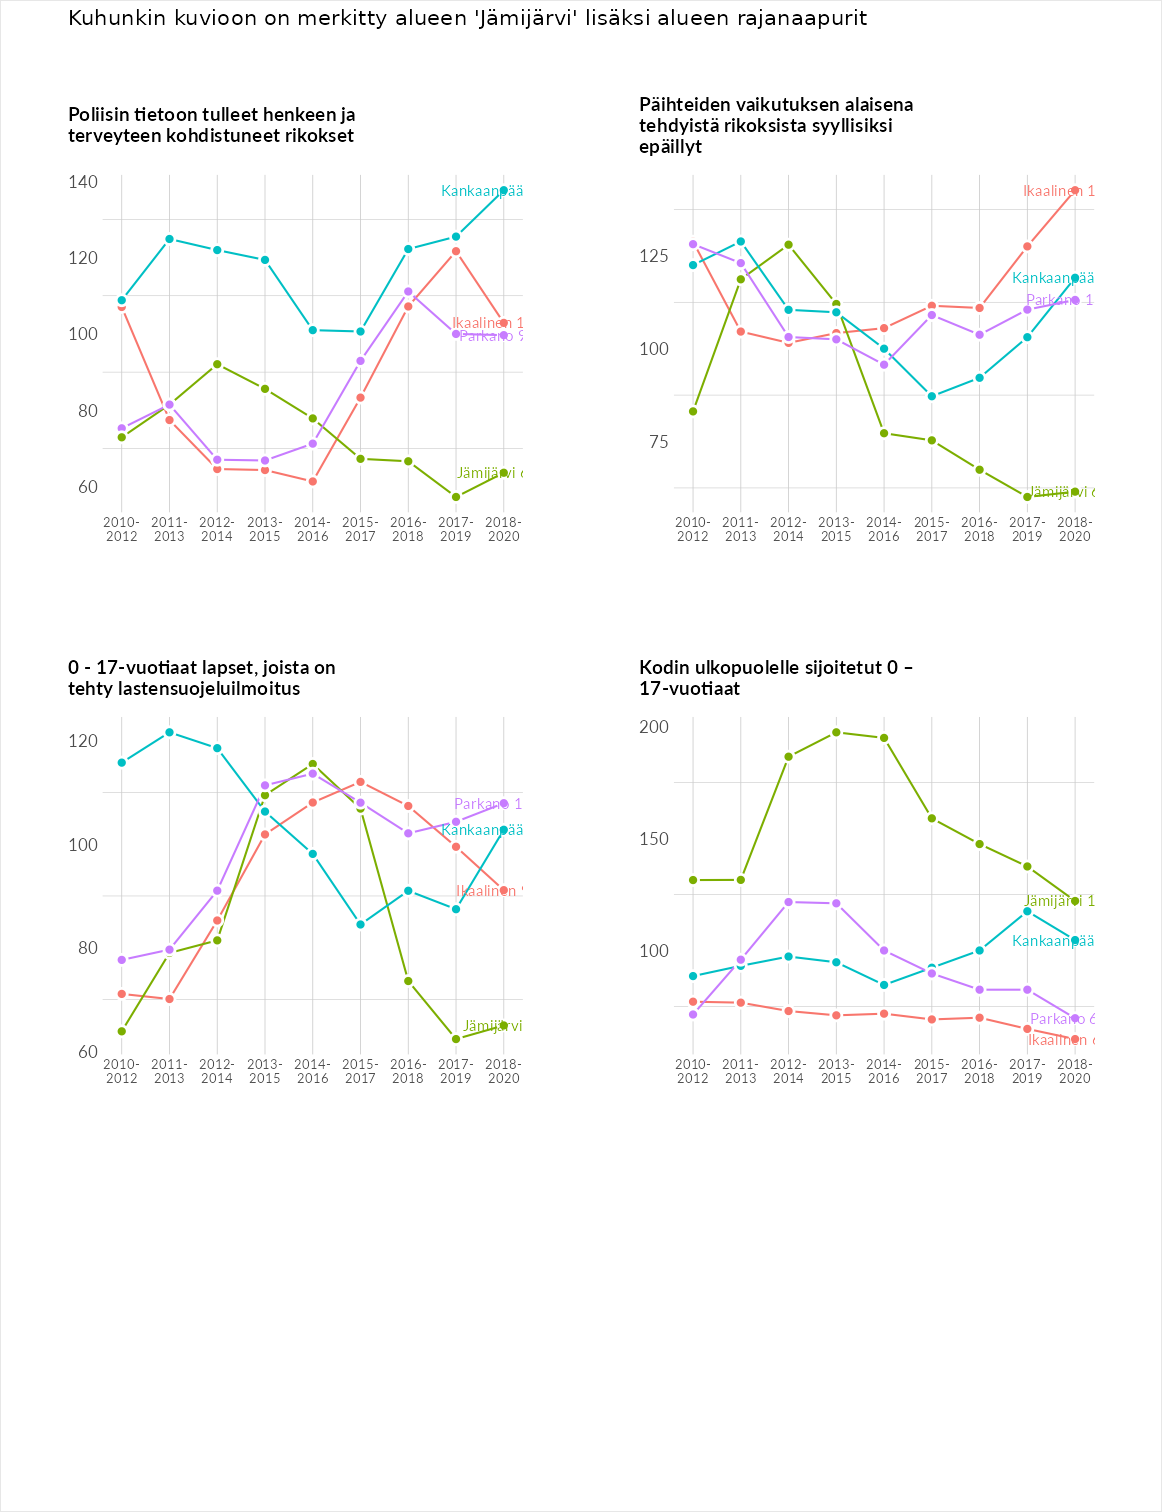 Kuhunkin kuvioon on merkitty alueen 'Jämijärvi' lisäksi alueen rajanaapurit
Poliisin tietoon tulleet henkeen ja
terveyteen kohdistuneet rikokset
140
120
100
80
60
Kankaanpää
Ikaalinen 1
Parkano 9
Jämijärvi 6
2010- 2011- 2012- 2013- 2014- 2015- 2016- 2017- 2018-
2012 2013 2014 2015 2016 2017 2018 2019 2020
Päihteiden vaikutuksen alaisena
tehdyistä rikoksista syyllisiksi
epäillyt
125
100
75
Ikaalinen 1
Kankaanpää
Parkano 1
Jämijärvi 6
2010- 2011- 2012- 2013- 2014- 2015- 2016- 2017- 2018-
2012 2013 2014 2015 2016 2017 2018 2019 2020
0 - 17-vuotiaat lapset, joista on
tehty lastensuojeluilmoitus
120
100
80
60
Parkano 1
Kankaanpää
Ikaalinen 9
Jämijärvi
2010- 2011- 2012- 2013- 2014- 2015- 2016- 2017- 2018-
2012 2013 2014 2015 2016 2017 2018 2019 2020
Kodin ulkopuolelle sijoitetut 0 –
17-vuotiaat
200
150
100
Jämijärvi 1
Kankaanpää
Parkano 6
Ikaalinen 6
2010- 2011- 2012- 2013- 2014- 2015- 2016- 2017- 2018-
2012 2013 2014 2015 2016 2017 2018 2019 2020